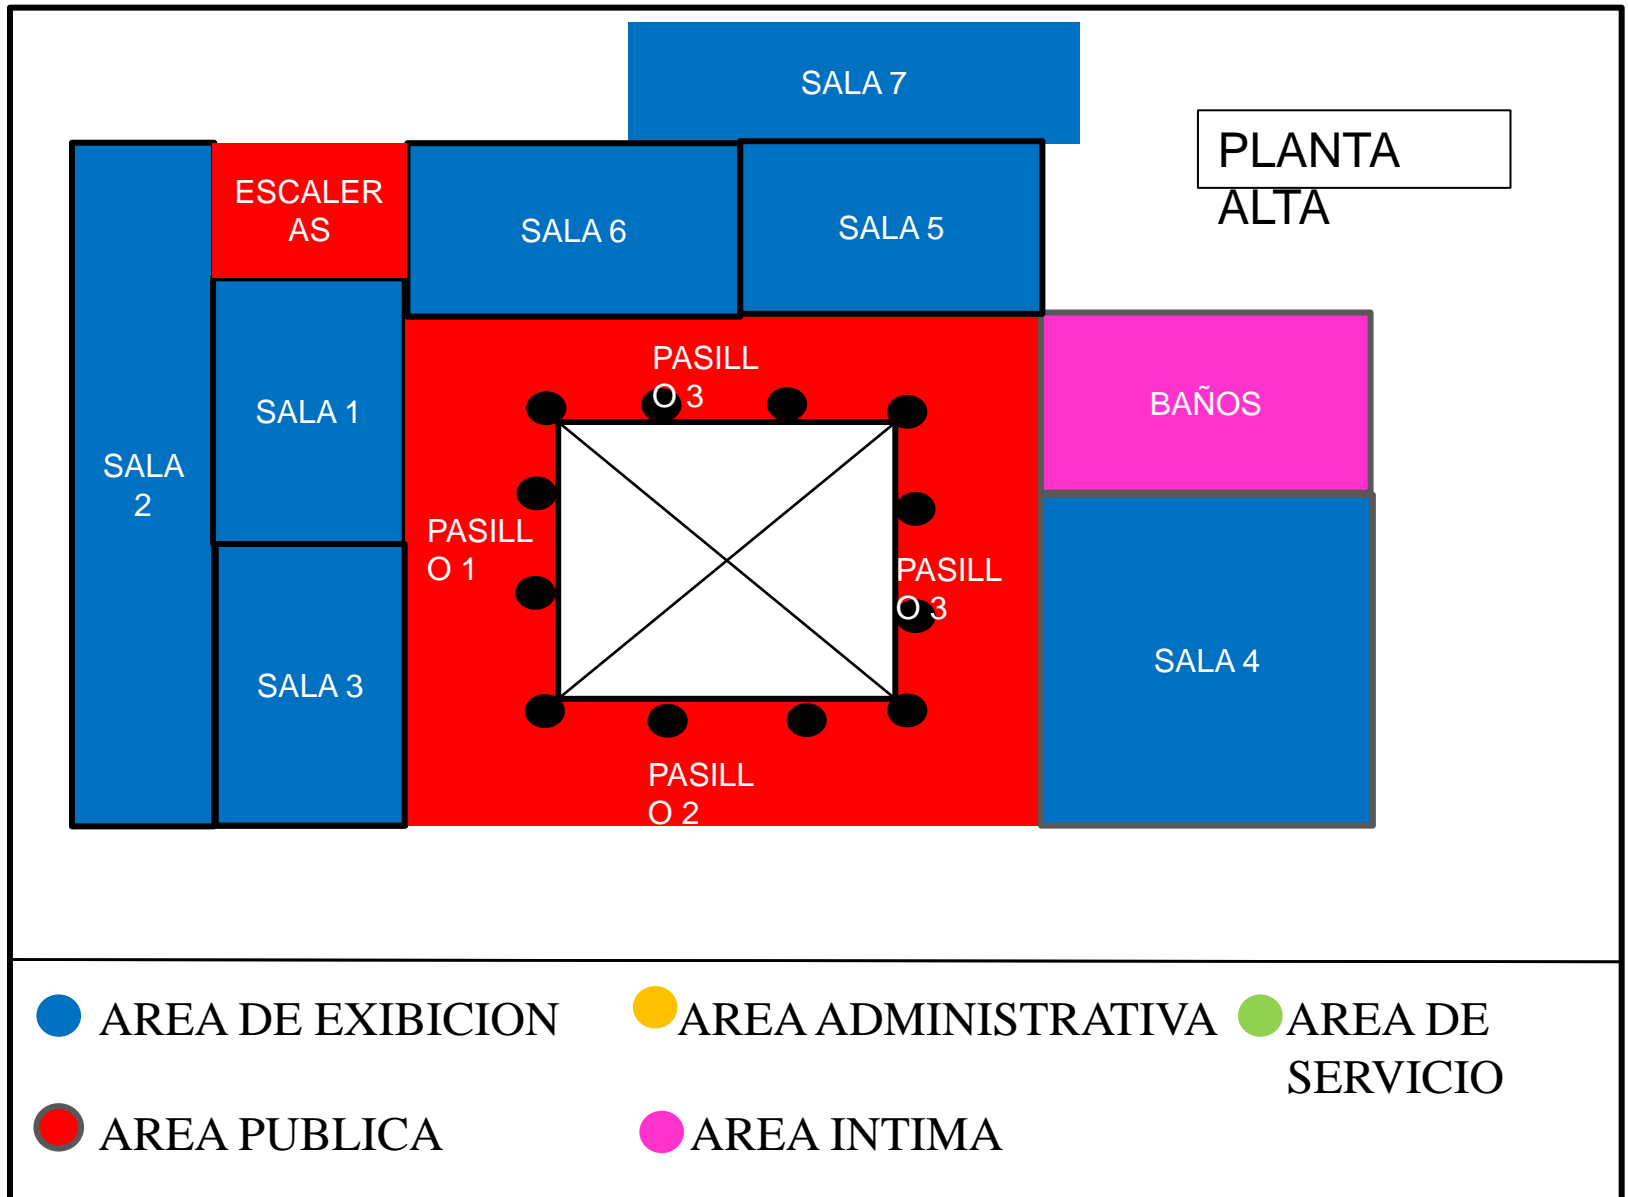 SALA 7
PLANTA
ALTA
ESCALER
AS
SALA 6
SALA 5
PASILL
O 3
SALA 1
BAÑOS
SALA
2
PASILL
O 1
PASILL
O 3
SALA 3
SALA 4
PASILL
O 2
AREA DE EXIBICION
AREA ADMINISTRATIVA
AREA DE
SERVICIO
AREA PUBLICA
AREA INTIMA